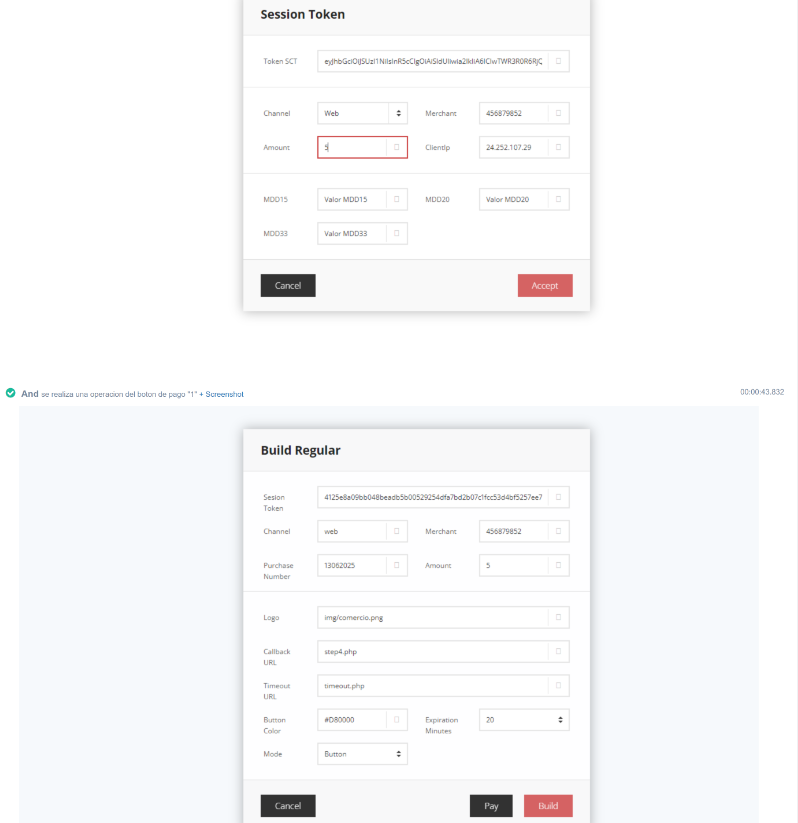 Session Token
Token SCT
Channel Web Merchant 456879852
Amount 5 ClientIp 24.252.107.29
MDD15 Valor MDD15 MDD20 Valor MDD20
MDD33 Valor MDD33
Cancel Accept
And se realiza una operacion del boton de pago "1" + Screenshot 00:00:43.832
Build Regular
Sesion Token 4125e8a09bb048beadb5b00529254dfa7bd2b07c1fcc53d4bf5257ee7
Channel web Merchant 456879852
Purchase Number 13062025 Amount 5
Logo img/comercio.png
Callback URL step4.php
Timeout URL timeout.php
Button Color #D80000 Expiration Minutes 20
Mode Button
Cancel Pay Build